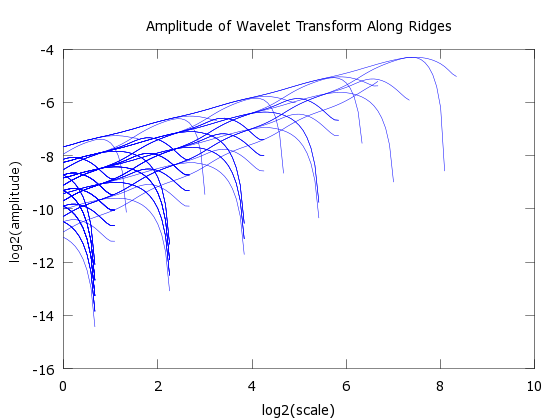 Amplitude of Wavelet Transform Along Ridges
-4
-6
-8
-10
-12
-14
-16
log2(amplitude)
0 2 4 6 8 10
log2(scale)